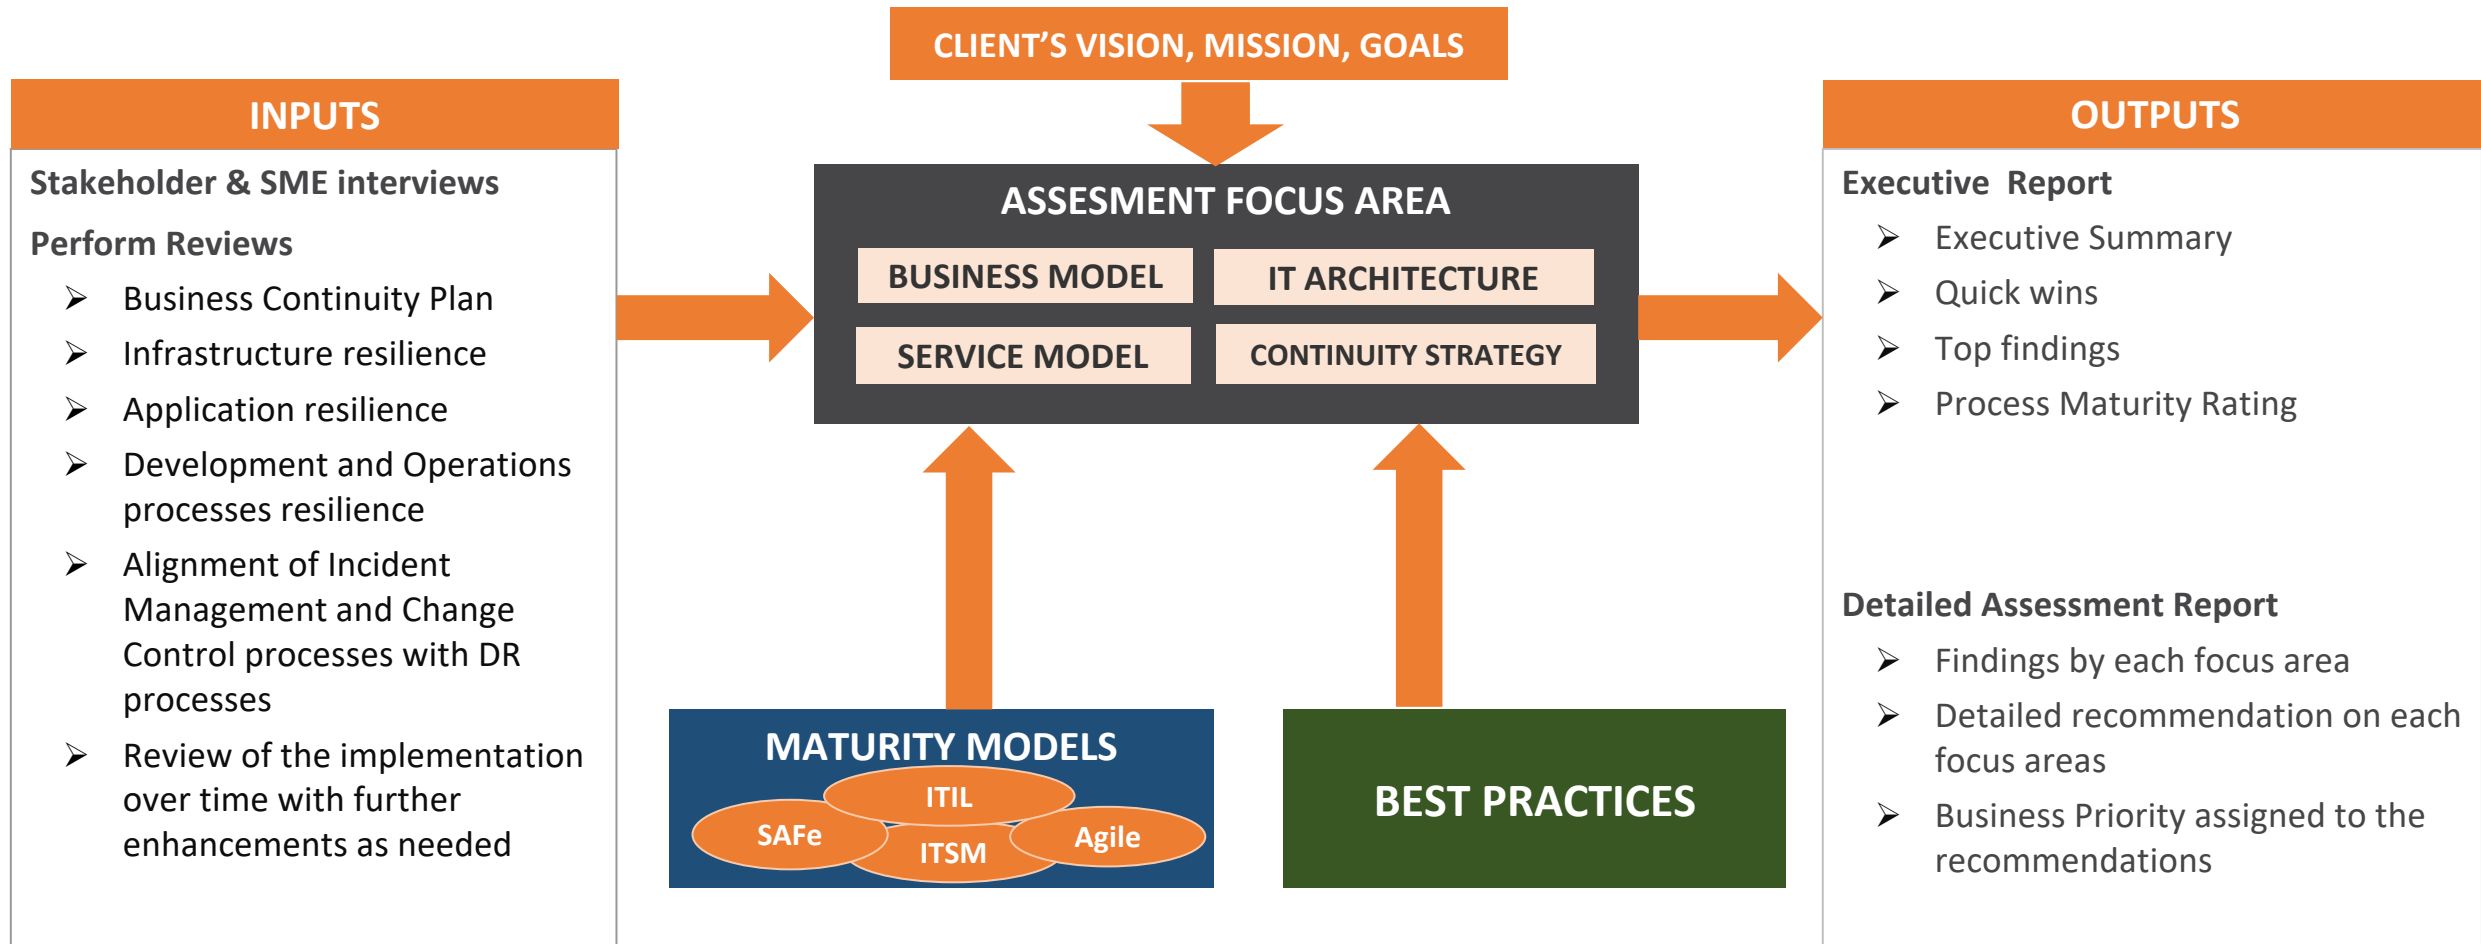 CLIENT’S VISION, MISSION, GOALS
INPUTS
Stakeholder & SME interviews
Perform Reviews
➢ Business Continuity Plan
➢ Infrastructure resilience
➢ Application resilience
➢ Development and Operations
processes resilience
➢ Alignment of Incident
Management and Change
Control processes with DR
processes
➢ Review of the implementation
over time with further
enhancements as needed
ASSESMENT FOCUS AREA
BUSINESS MODEL
IT ARCHITECTURE
SERVICE MODEL
CONTINUITY STRATEGY
MATURITY MODELS
ITIL
SAFe
Agile
ITSM
BEST PRACTICES
OUTPUTS
Executive  Report
➢ Executive Summary
➢ Quick wins
➢ Top findings
➢ Process Maturity Rating
Detailed Assessment Report
➢ Findings by each focus area
➢ Detailed recommendation on each
focus areas
➢ Business Priority assigned to the
recommendations